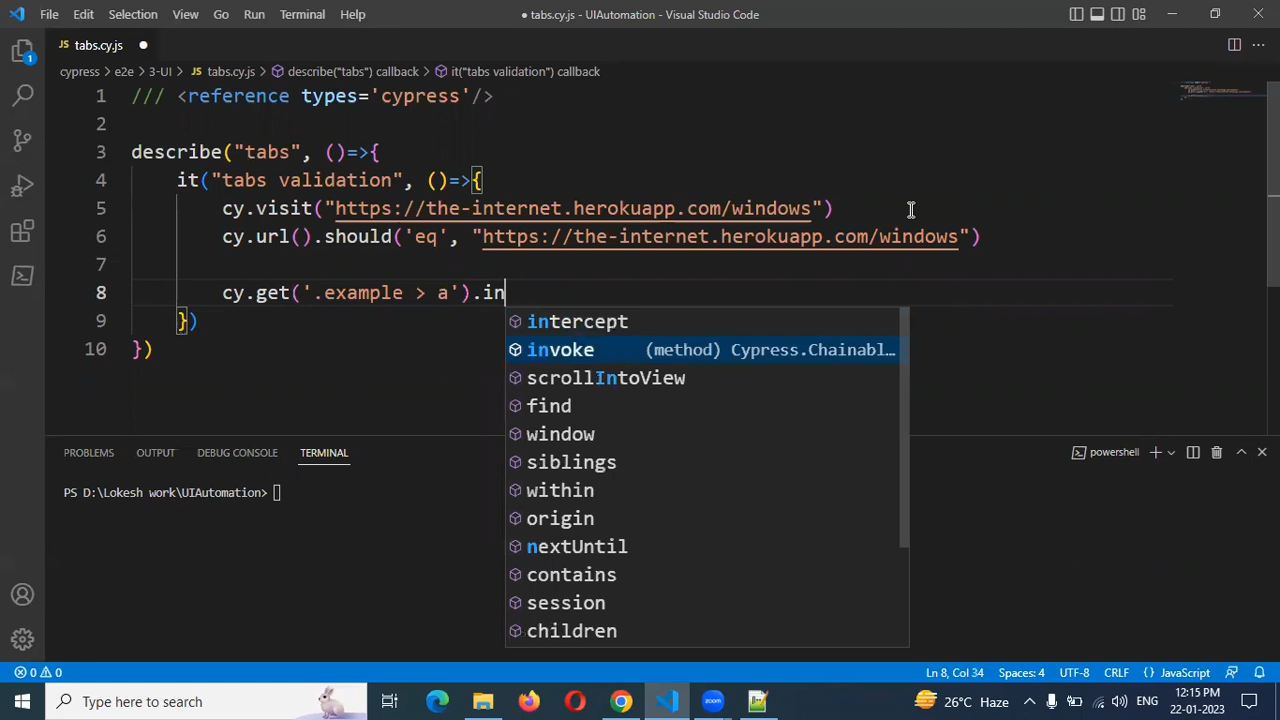 File Edit Selection View Go Run Terminal Help
● tabs.cy.js - UIAutomation - Visual Studio Code
JS tabs.cy.js ●
cypress > e2e > 3-UI > JS tabs.cy.js > describe("tabs") callback > it("tabs validation") callback
1 /// <reference types='cypress'/>
2
3 describe("tabs", ()=>{
4 it("tabs validation", ()=>{
5 cy.visit("https://the-internet.herokuapp.com/windows")
6 cy.url().should('eq', "https://the-internet.herokuapp.com/windows")
7
8 cy.get('.example > a').in
9 })
10 })
intercept
invoke (method) Cypress.Chainabl…
scrollIntoView
find
window
siblings
within
origin
nextUntil
contains
session
children
PROBLEMS OUTPUT DEBUG CONSOLE TERMINAL
powershell
PS D:\Lokesh work\UIAutomation>
1
0 0
Ln 8, Col 34 Spaces: 4 UTF-8 CRLF {} JavaScript
Type here to search
26°C Haze
ENG
12:15 PM
22-01-2023